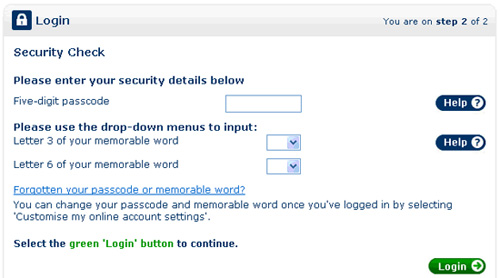 Login
You are on step 2 of 2
Security Check
Please enter your security details below
Five-digit passcode
Help ?
Please use the drop-down menus to input:
Letter 3 of your memorable word
Help ?
Letter 6 of your memorable word
Forgotten your passcode or memorable word?
You can change your passcode and memorable word once you've logged in by selecting
'Customise my online account settings'.
Select the green 'Login' button to continue.
Login